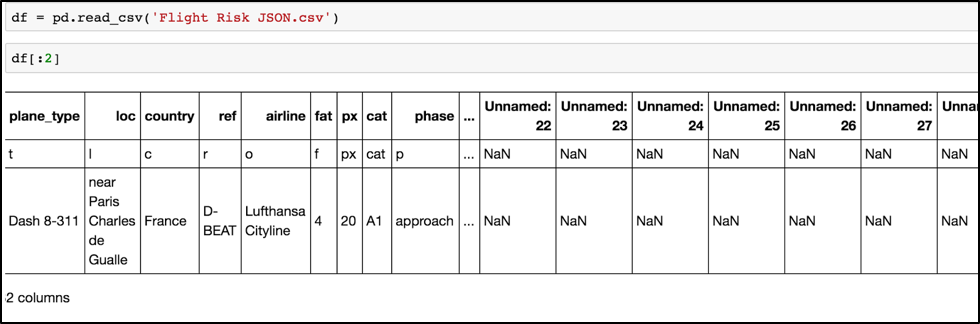 df = pd.read_csv('Flight Risk JSON.csv')
df[:2]
plane_type loc country ref airline fat px cat phase ... Unnamed: 22 Unnamed: 23 Unnamed: 24 Unnamed: 25 Unnamed: 26 Unnamed: 27 Unna
t l c r o f px cat p ... NaN NaN NaN NaN NaN NaN NaN
Dash 8-311 near Paris Charles de Gualle France D-BEAT Lufthansa Cityline 4 20 A1 approach ... NaN NaN NaN NaN NaN NaN NaN
2 columns